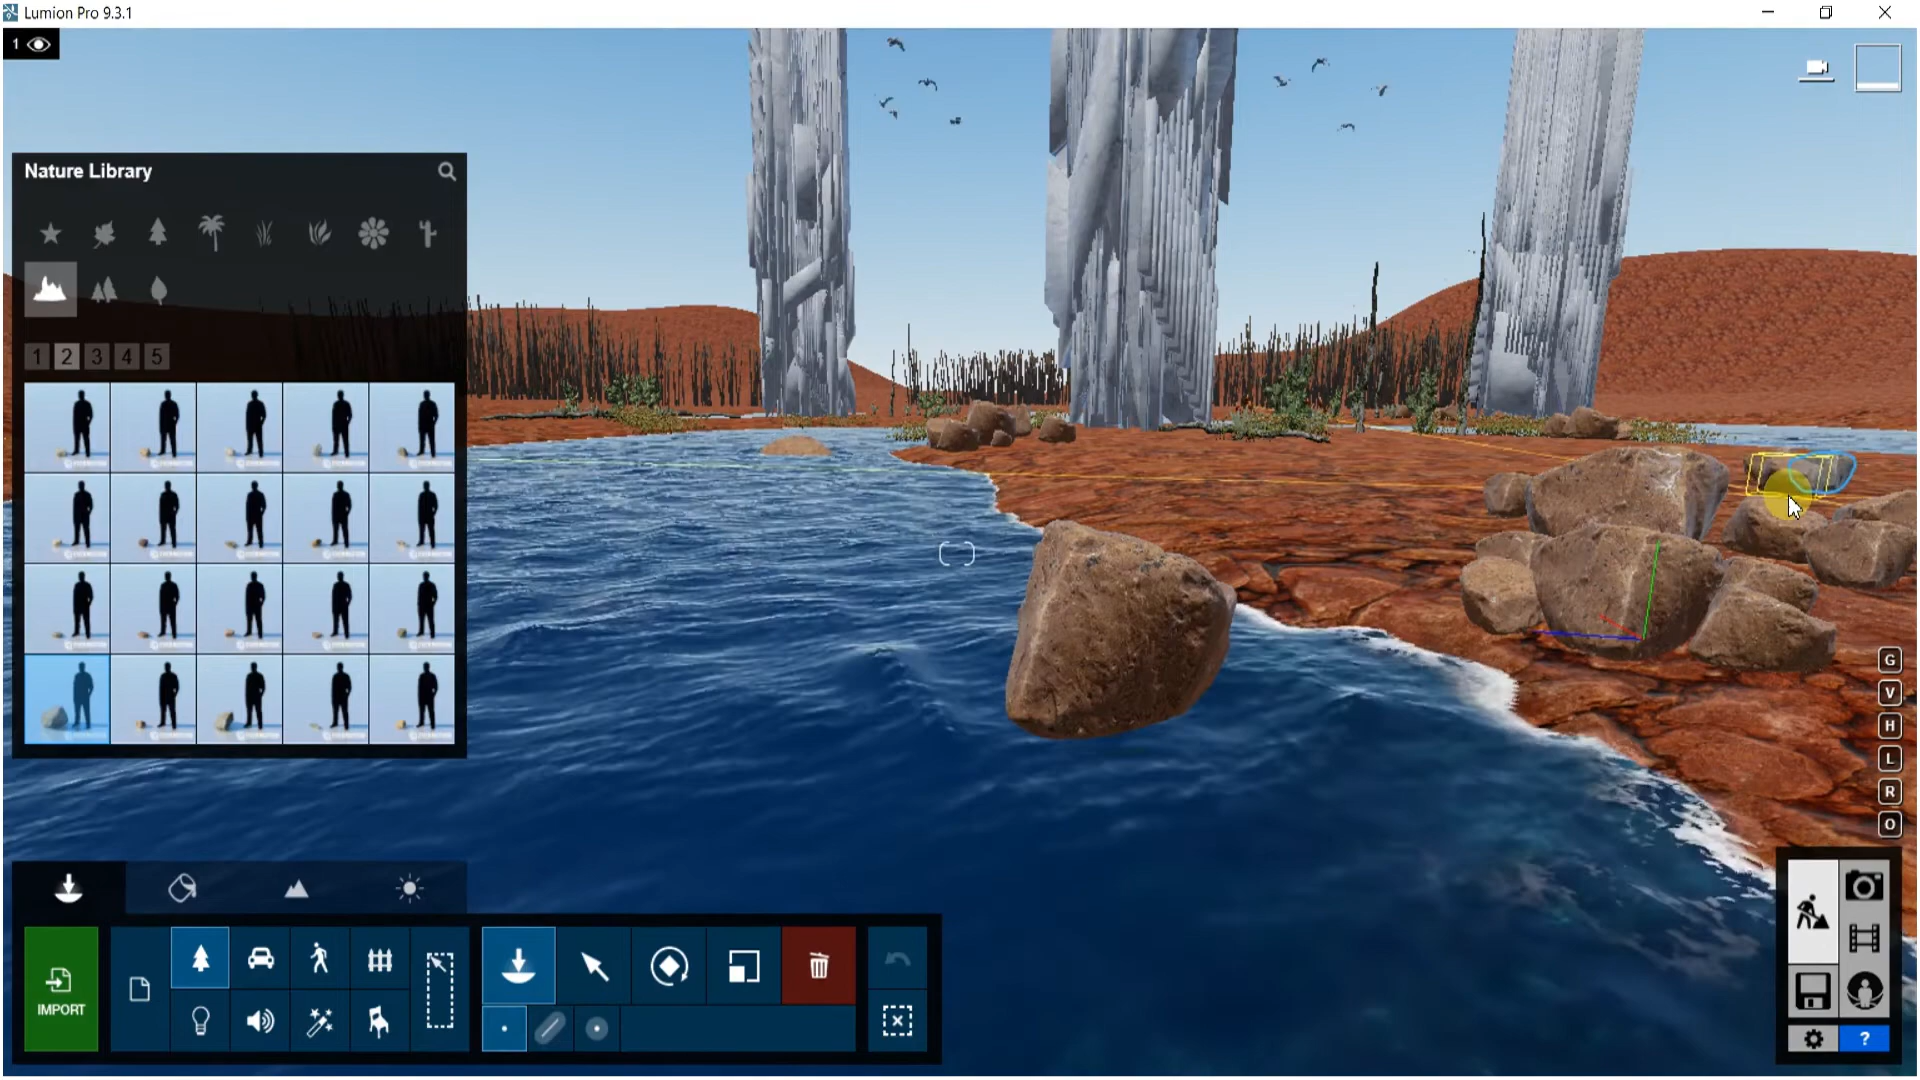 Lumion Pro 9.3.1
1
Nature Library
1 2 3 4 5
G
V
H
L
R
O
IMPORT
?